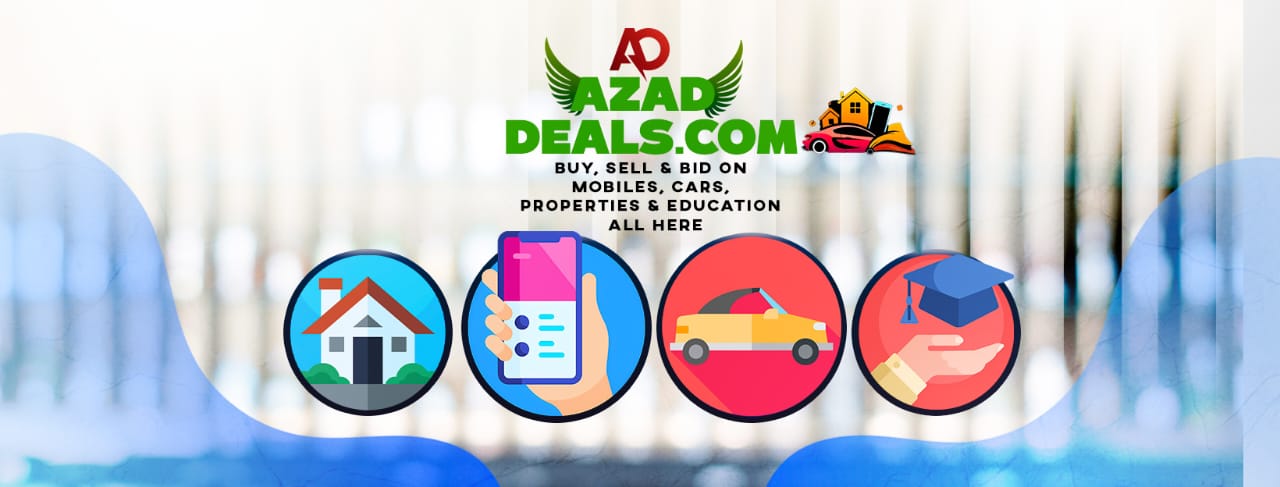 AD
AZAD
DEALS.COM
BUY, SELL & BID ON
MOBILES, CARS,
PROPERTIES & EDUCATION
ALL HERE